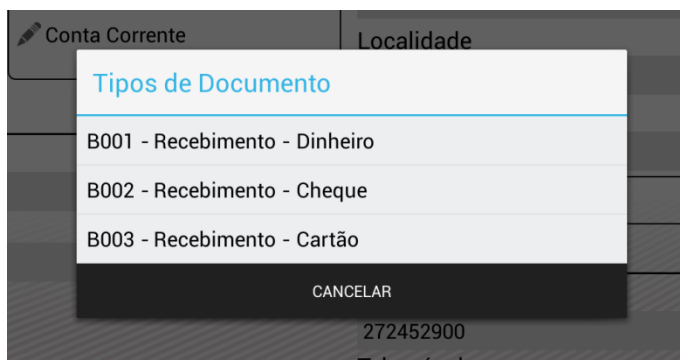 Conta Corrente
Localidade
Tipos de Documento
B001 - Recebimento - Dinheiro
B002 - Recebimento - Cheque
B003 - Recebimento - Cartão
CANCELAR
272452900